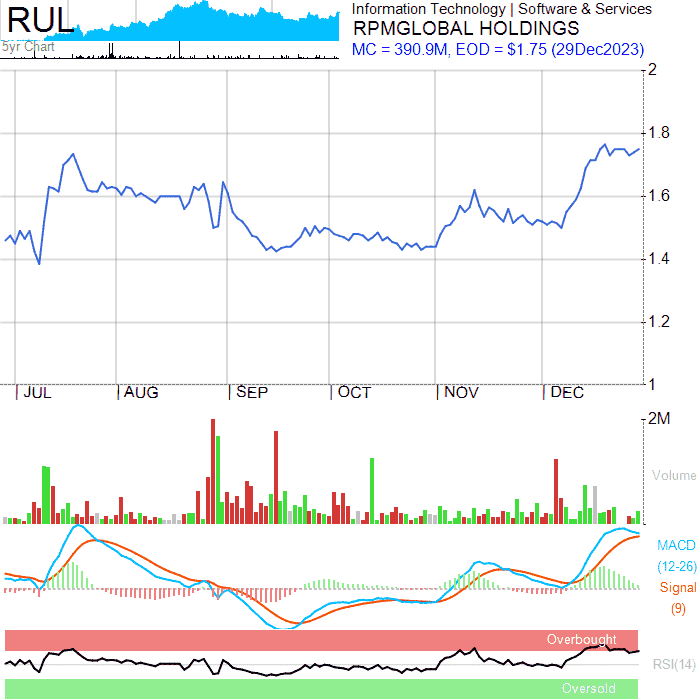 RUL
5yr Chart
Information Technology | Software & Services
RPMGLOBAL HOLDINGS
MC = 390.9M, EOD = $1.75 (29Dec2023)
2
1.8
1.6
1.4
1.2
1
JUL AUG SEP OCT NOV DEC
2M
Volume
MACD
(12-26)
Signal
(9)
Overbought
RSI(14)
Oversold